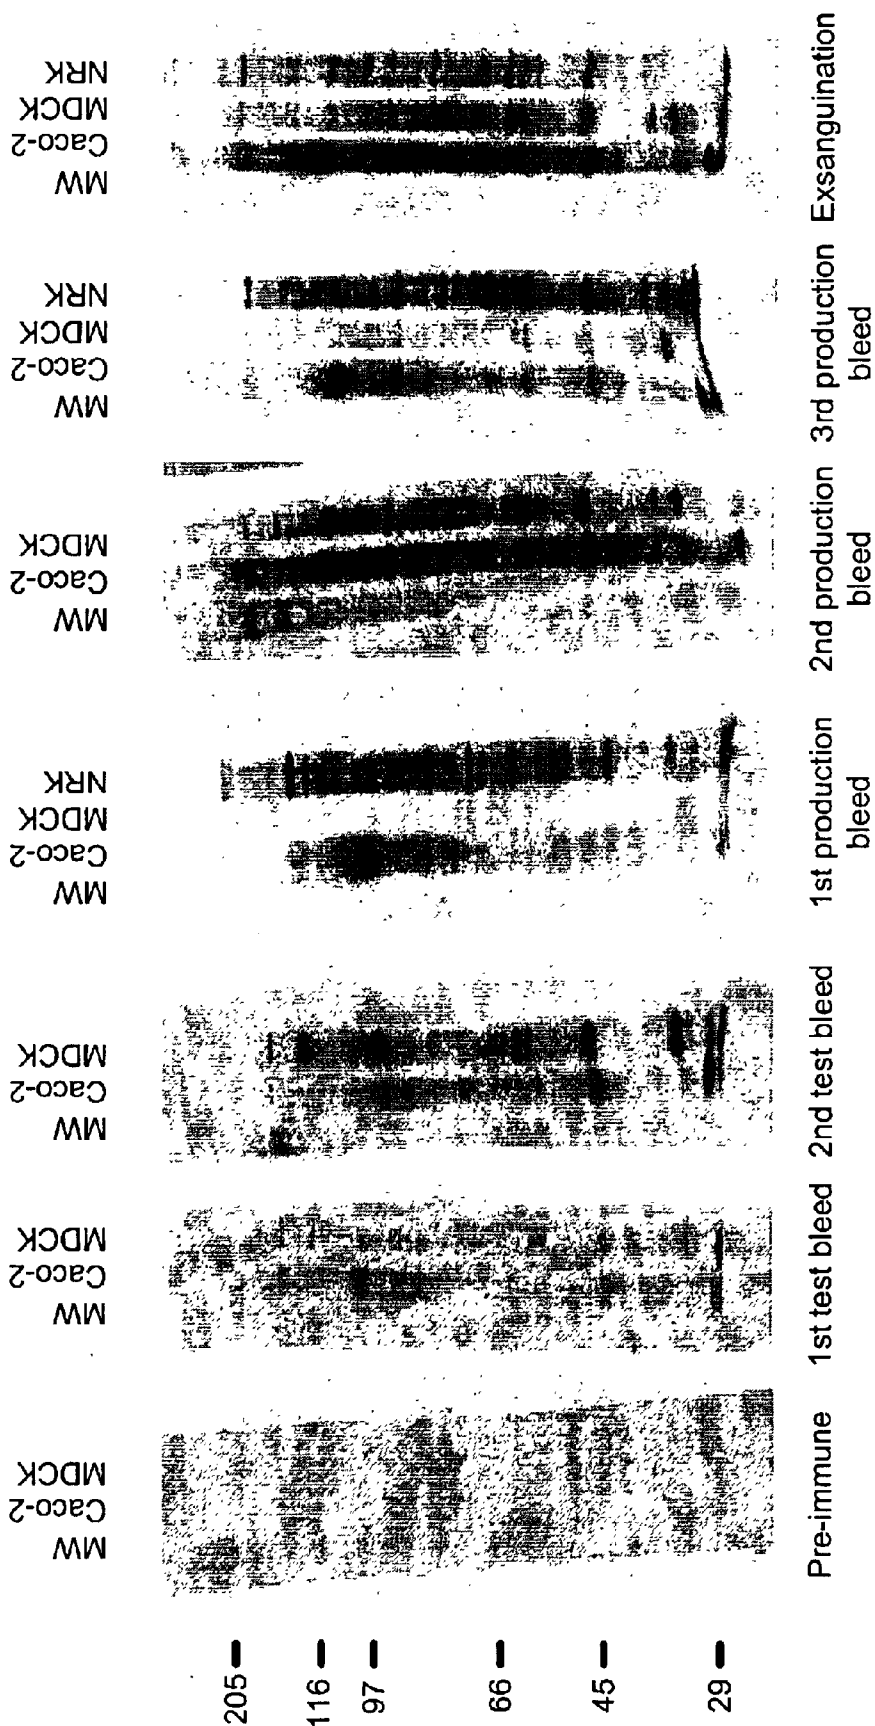 MW
Caco-2
MDCK
MW
Caco-2
MDCK
MW
Caco-2
MDCK
MW
Caco-2
MDCK
NRK
MW
Caco-2
MDCK
MW
Caco-2
MDCK
NRK
MW
Caco-2
MDCK
NRK
205
116
97
66
45
29
Pre-immune
1st test bleed
2nd test bleed
1st production
bleed
2nd production
bleed
3rd production
bleed
Exsanguination